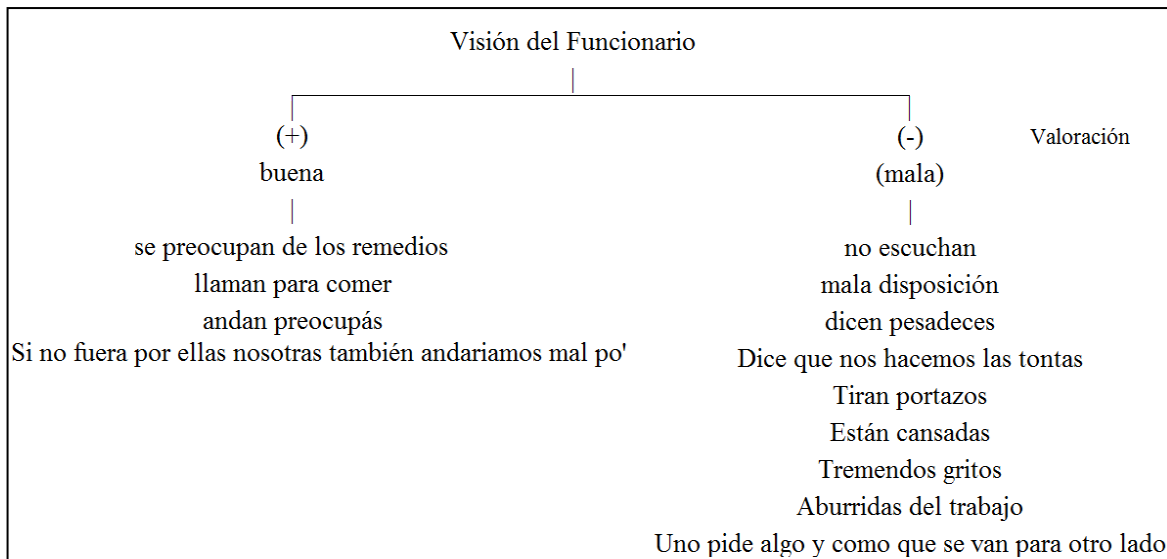 Visión del Funcionario
(+)
(-)
Valoración
buena
(mala)
se preocupan de los remedios
llaman para comer
andan preocupás
Si no fuera por ellas nosotras también andariamos mal po'
no escuchan
mala disposición
dicen pesadeces
Dice que nos hacemos las tontas
Tiran portazos
Están cansadas
Tremendos gritos
Aburridas del trabajo
Uno pide algo y como que se van para otro lado